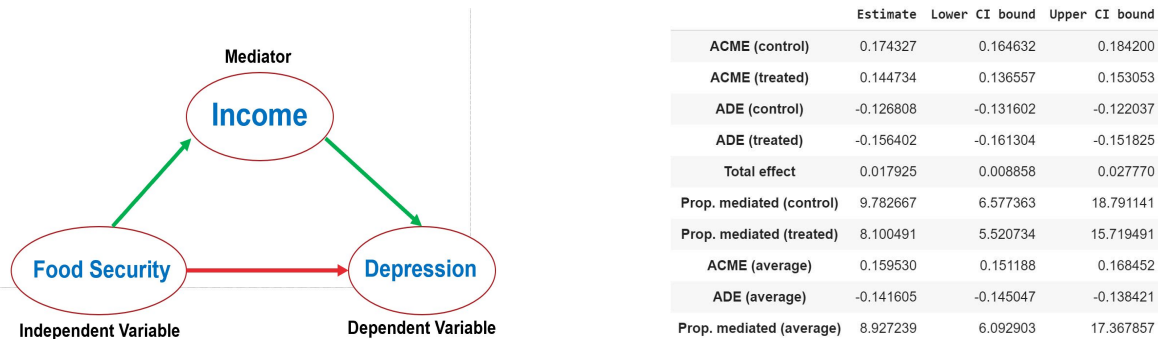 Mediator
Income
Food Security
Depression
Independent Variable
Dependent Variable
Estimate Lower CI bound Upper CI bound
ACME (control) 0.174327 0.164632 0.184200
ACME (treated) 0.144734 0.136557 0.153053
ADE (control) -0.126808 -0.131602 -0.122037
ADE (treated) -0.156402 -0.161304 -0.151825
Total effect 0.017925 0.008858 0.027770
Prop. mediated (control) 9.782667 6.577363 18.791141
Prop. mediated (treated) 8.100491 5.520734 15.719491
ACME (average) 0.159530 0.151188 0.168452
ADE (average) -0.141605 -0.145047 -0.138421
Prop. mediated (average) 8.927239 6.092903 17.367857